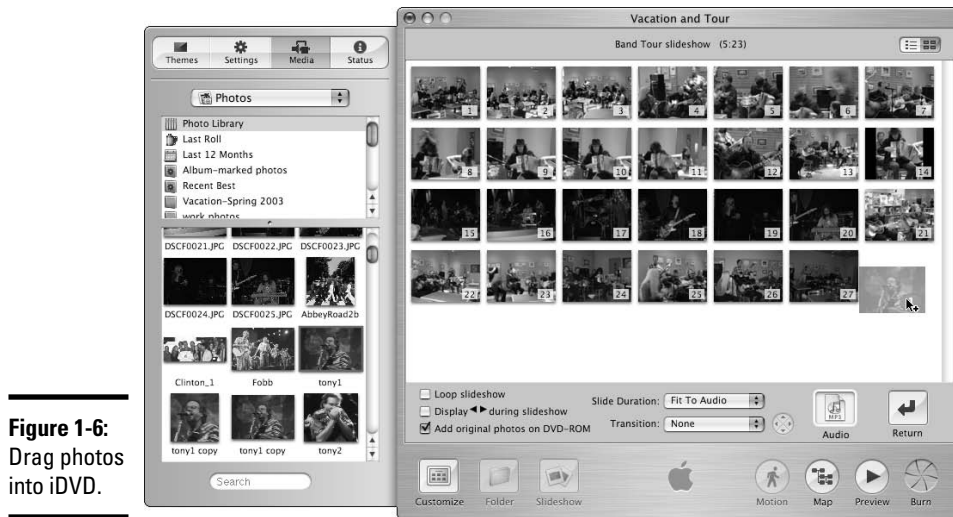 Vacation and Tour
Band Tour slideshow (5:23)
Themes
Settings
Media
Status
Photos
Photo Library
Last Roll
Last 12 Months
Album-marked photos
Recent Best
Vacation-Spring 2003
work photos
DSCF0021.JPG DSCF0022.JPG DSCF0023.JPG
DSCF0024.JPG DSCF0025.JPG AbbeyRoad2b
Clinton_1 Fobb tony1
tony1 copy tony1 copy tony2
Search
1 2 3 4 5 6 7
8 9 10 11 12 13 14
15 16 17 18 19 20 21
22 23 24 25 26 27
Loop slideshow
Display ◀ ▶ during slideshow
Add original photos on DVD-ROM
Slide Duration: Fit To Audio
Transition: None
MP3
Audio
Return
Customize
Folder
Slideshow
Motion
Map
Preview
Burn
Figure 1-6:
Drag photos
into iDVD.